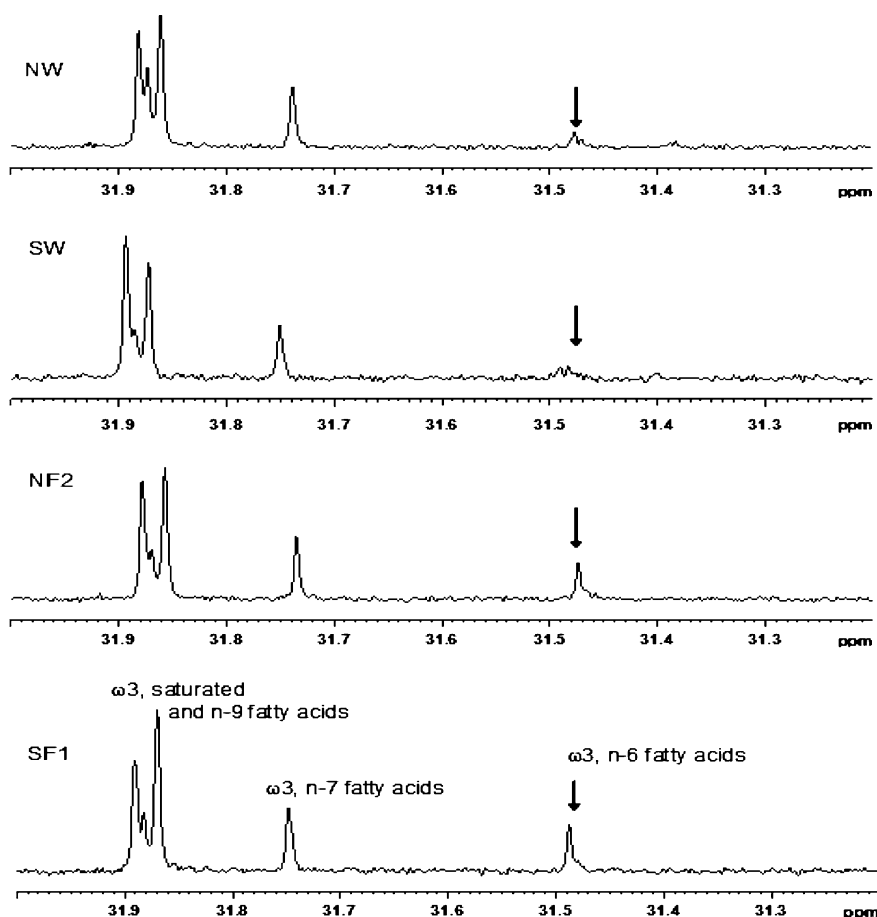 NW
31.9 31.8 31.7 31.6 31.5 31.4 31.3 ppm
SW
31.9 31.8 31.7 31.6 31.5 31.4 31.3 ppm
NF2
31.9 31.8 31.7 31.6 31.5 31.4 31.3 ppm
ω3, saturated
and n-9 fatty acids
SF1
ω3, n-7 fatty acids
ω3, n-6 fatty acids
31.9 31.8 31.7 31.6 31.5 31.4 31.3 ppm